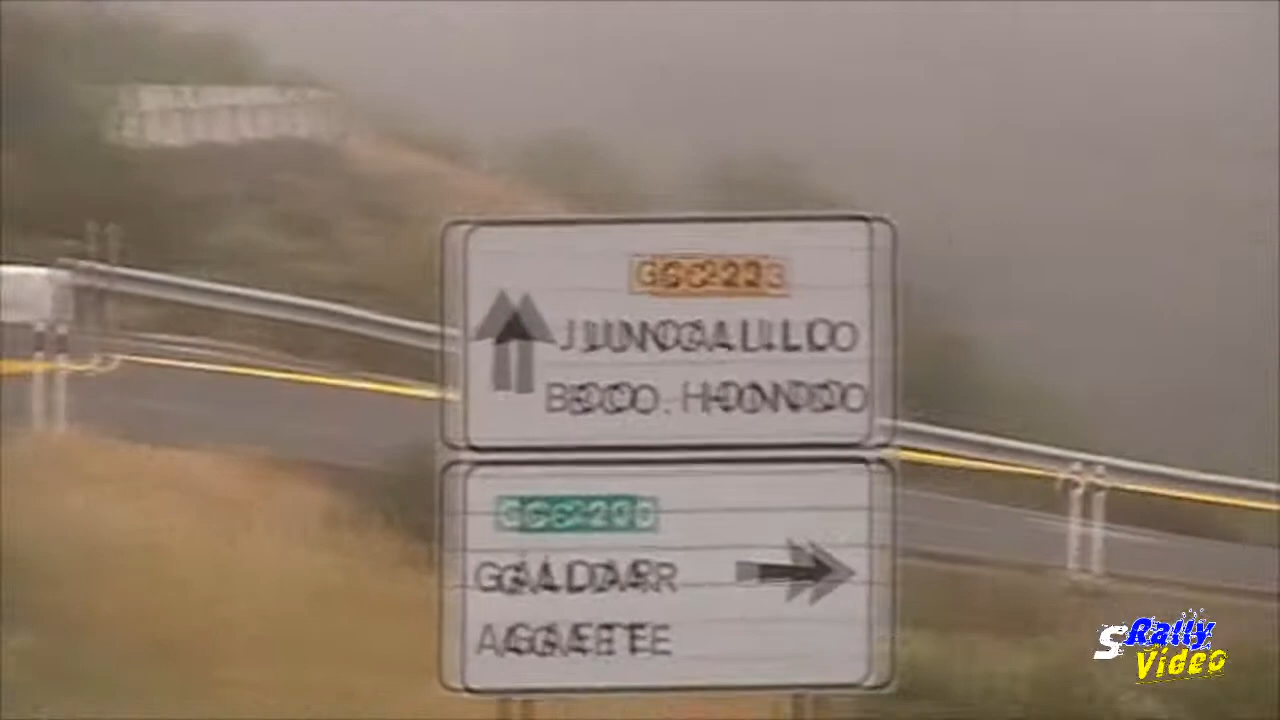 JUNCALILLO
BCO. HONDO
GALDAR
AGAETE
S Rally
Video